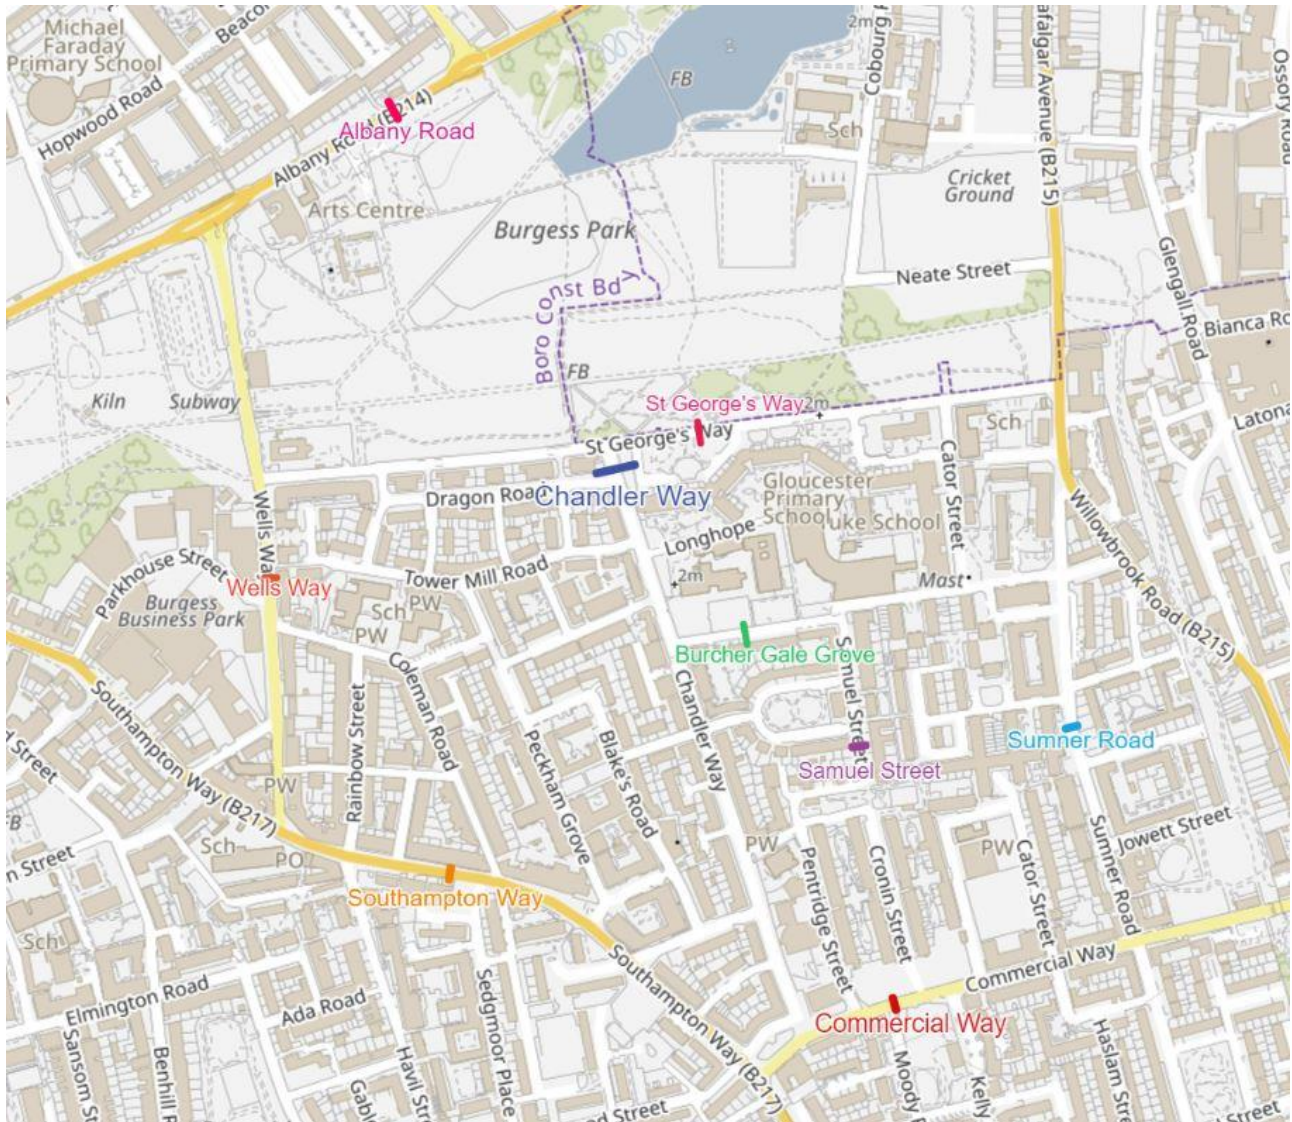 Michael
Faraday
Primary School
Beacon
Hopwood Road
Albany Road (B214)
Albany Road
Arts Centre
2m
FB
Sch
Cobourg
Trafalgar Avenue (B215)
Ossory Road
Cricket
Ground
Burgess Park
Boro Const Bdy
Neate Street
Glengall Road
Bianca Ro
Kiln
Subway
FB
St George's Way
2m
St George's Way
Sch
Latona
Dragon Road
Chandler Way
Gloucester
Primary
School
uke School
Cator Street
Willowbrook Road (B215)
Wells Way
Longhope
Parkhouse Street
Tower Mill Road
2m
Mast
Wells Way
Burgess
Business Park
Sch
PW
PW
Burcher Gale Grove
Samuel Street
Coleman Road
Rainbow Street
Chandler Way
Southampton Way (B217)
Peckham Grove
Blake's Road
Sumner Road
Samuel Street
d Street
PW
FB
n Street
Sch
PO
PW
Jowett Street
Pentridge Street
Cronin Street
PW
Cator Street
Sumner Road
Southampton Way
Sch
Southampton Way (B217)
Commercial Way
Elmington Road
Ada Road
Sedgmoor Place
Commercial Way
Sansom St
Benhill R
Gabl
Havil Str
d Street
Moody R
Kelly
Haslam Str
l Street